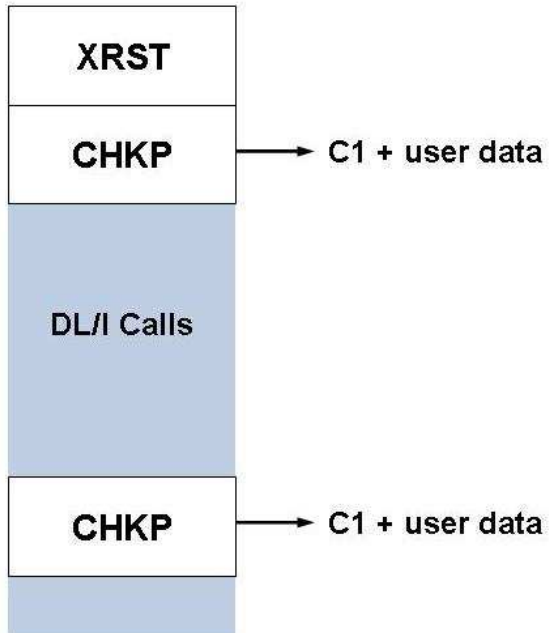 XRST
CHKP
C1 + user data
DL/I Calls
CHKP
C1 + user data